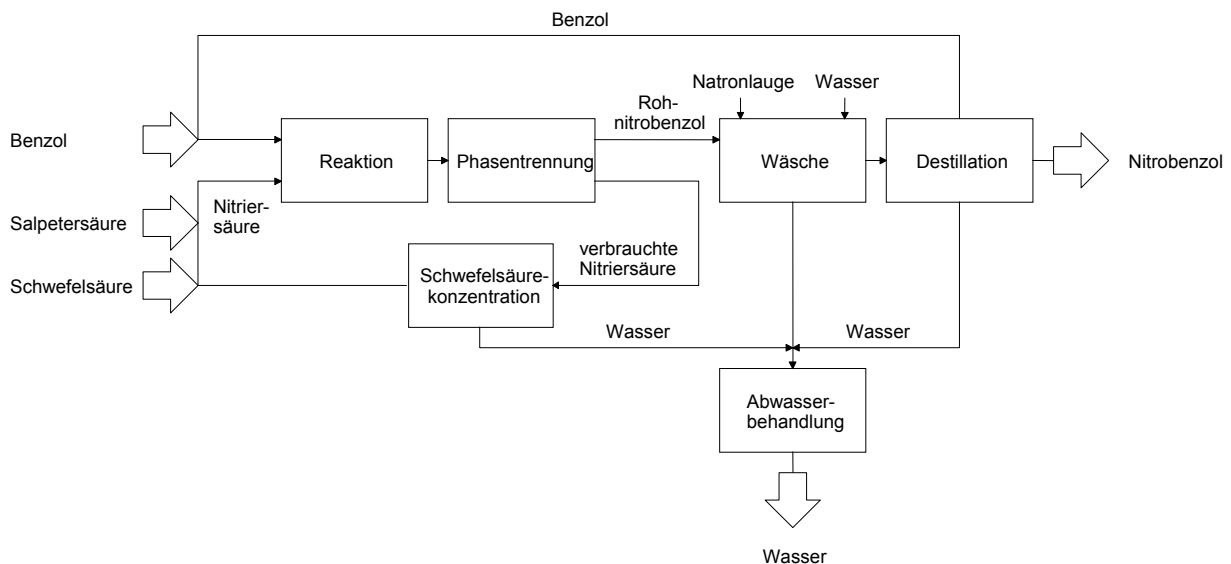 Benzol
Natronlauge
Wasser
Roh-
nitrobenzol
Benzol
Reaktion
Phasentrennung
Wäsche
Destillation
Nitrobenzol
Nitrier-
säure
Salpetersäure
verbrauchte
Nitriersäure
Schwefelsäure
Schwefelsäure-
konzentration
Wasser
Wasser
Abwasser-
behandlung
Wasser